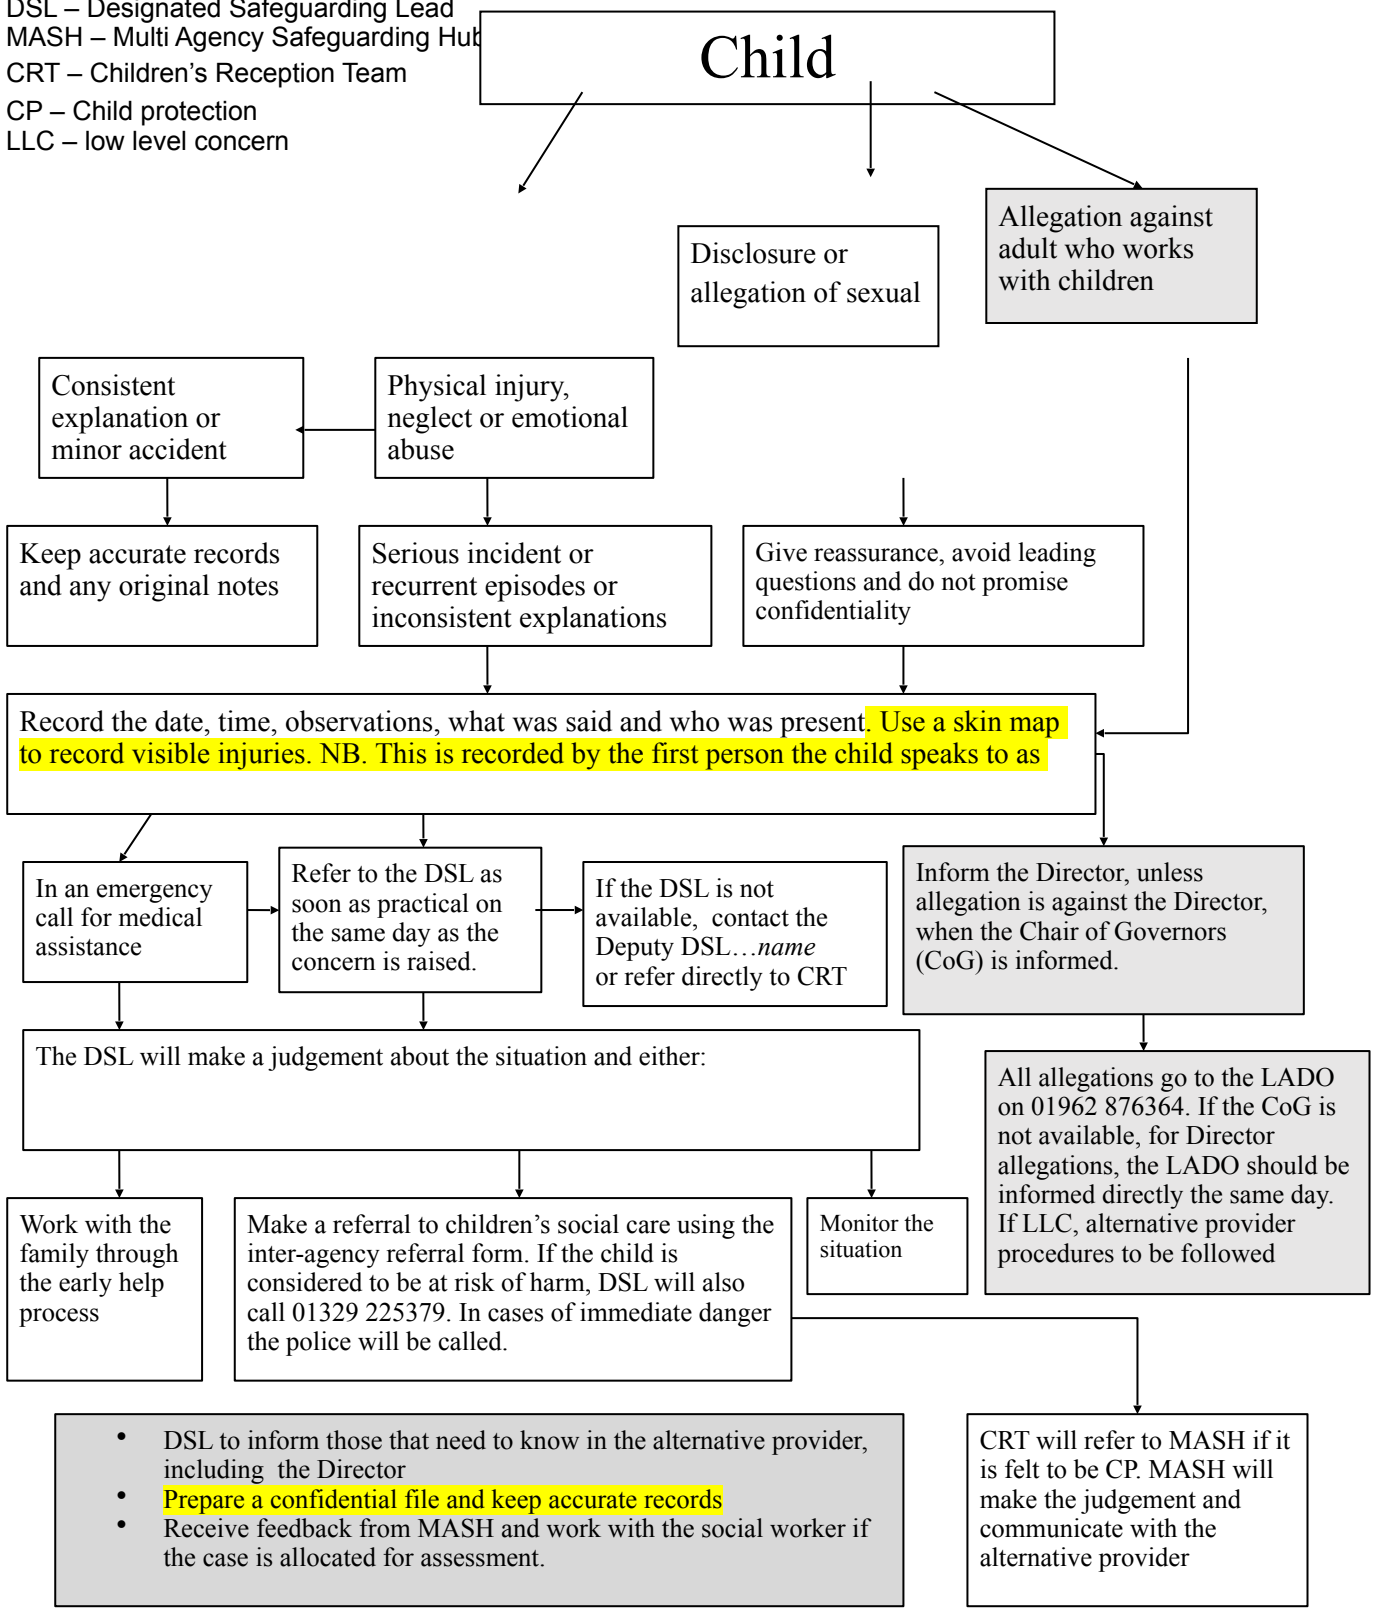 DSL – Designated Safeguarding Lead
MASH – Multi Agency Safeguarding Hub
CRT – Children's Reception Team
CP – Child protection
LLC – low level concern
Child
Allegation against
adult who works
with children
Disclosure or
allegation of sexual
Consistent
explanation or
minor accident
Physical injury,
neglect or emotional
abuse
Keep accurate records
and any original notes
Serious incident or
recurrent episodes or
inconsistent explanations
Give reassurance, avoid leading
questions and do not promise
confidentiality
Record the date, time, observations, what was said and who was present. Use a skin map
to record visible injuries. NB. This is recorded by the first person the child speaks to as
In an emergency
call for medical
assistance
Refer to the DSL as
soon as practical on
the same day as the
concern is raised.
If the DSL is not
available,  contact the
Deputy DSL…name
or refer directly to CRT
Inform the Director, unless
allegation is against the Director,
when the Chair of Governors
(CoG) is informed.
The DSL will make a judgement about the situation and either:
All allegations go to the LADO
on 01962 876364. If the CoG is
not available, for Director
allegations, the LADO should be
informed directly the same day.
If LLC, alternative provider
procedures to be followed
Work with the
family through
the early help
process
Make a referral to children's social care using the
inter-agency referral form. If the child is
considered to be at risk of harm, DSL will also
call 01329 225379. In cases of immediate danger
the police will be called.
Monitor the
situation
• DSL to inform those that need to know in the alternative provider,
including  the Director
• Prepare a confidential file and keep accurate records
• Receive feedback from MASH and work with the social worker if
the case is allocated for assessment.
CRT will refer to MASH if it
is felt to be CP. MASH will
make the judgement and
communicate with the
alternative provider